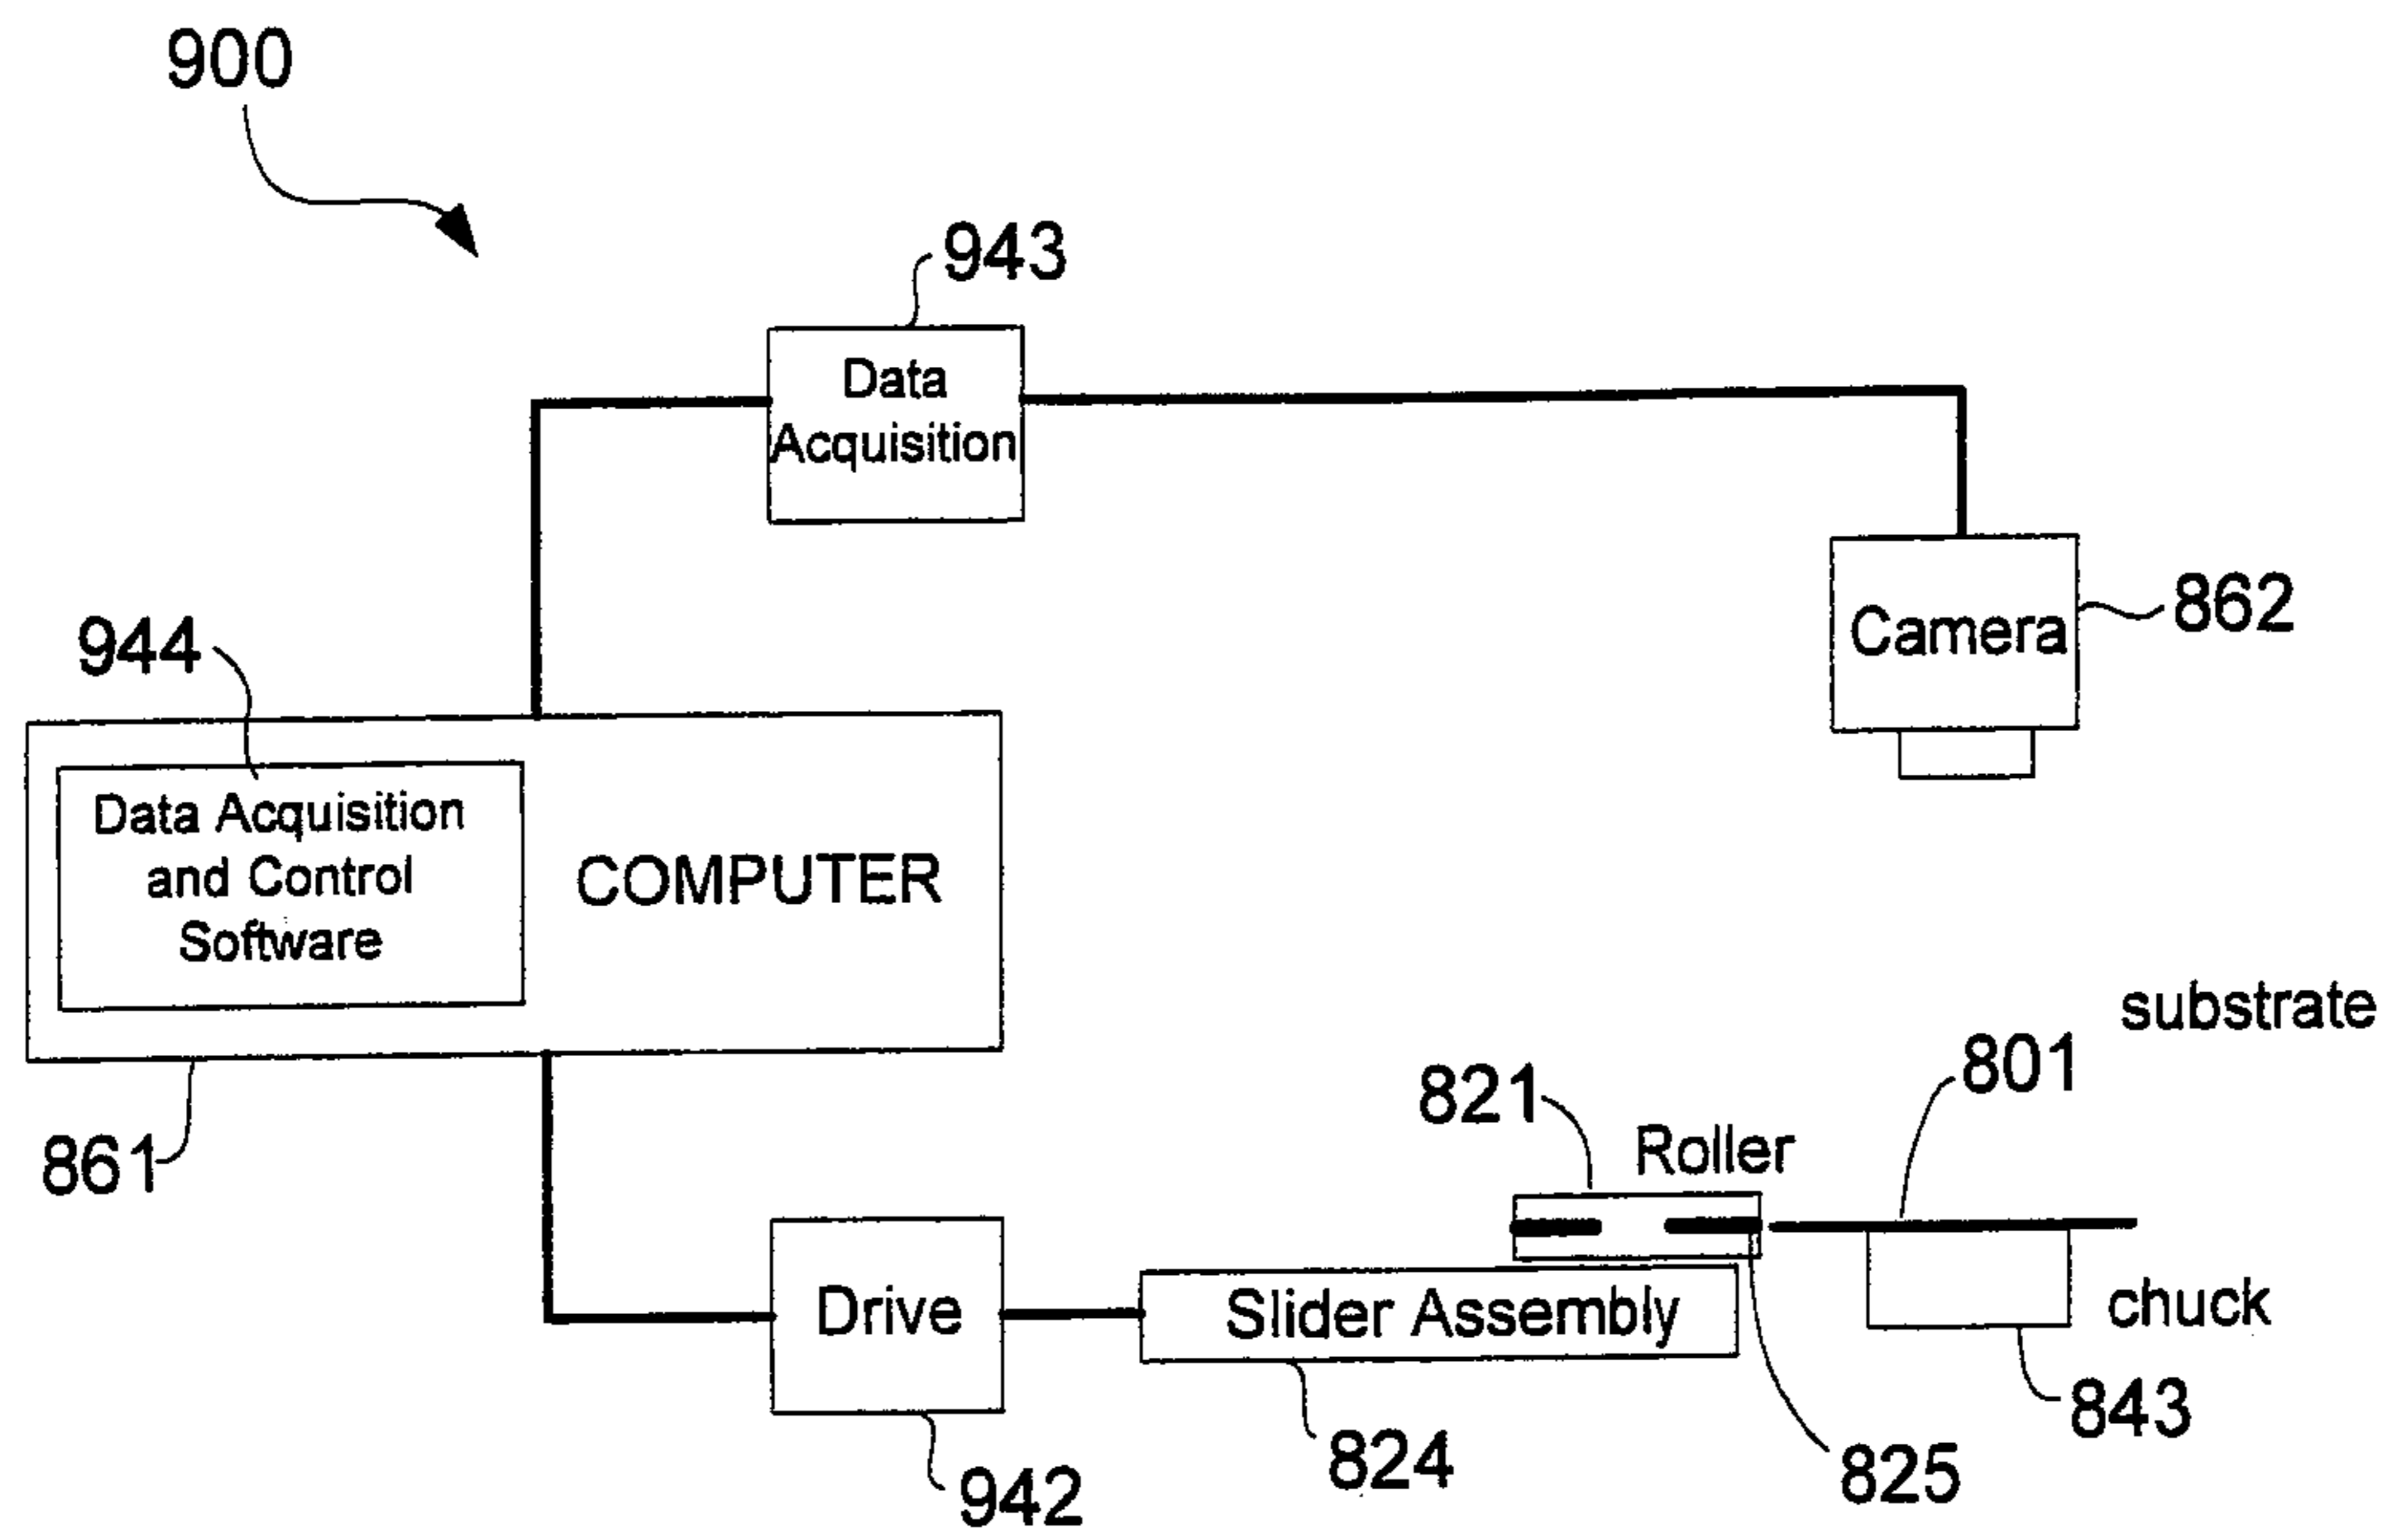 900
943
Data
Acquisition
862
Camera
944
Data Acquisition
and Control
Software
COMPUTER
substrate
801
821
Roller
861
Drive
Slider Assembly
chuck
843
824
825
942